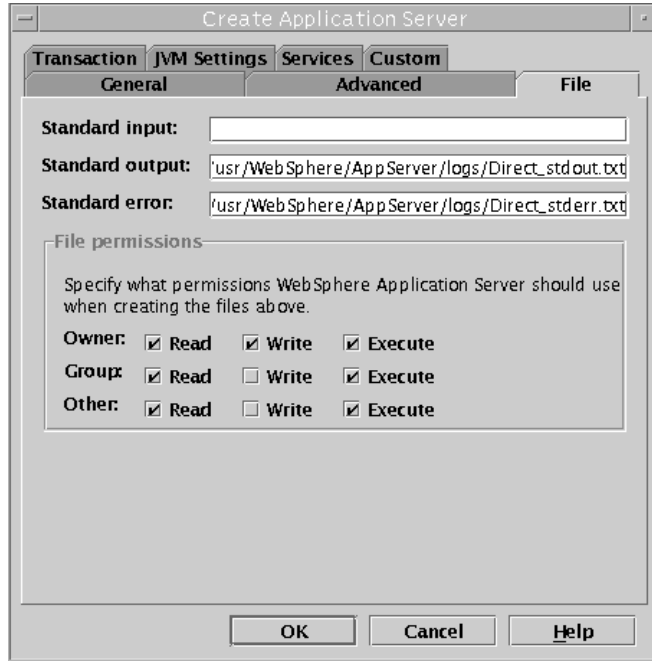 Create Application Server
Transaction JVM Settings Services Custom
General Advanced File
Standard input:
Standard output: /usr/WebSphere/AppServer/logs/Direct_stdout.txt
Standard error: /usr/WebSphere/AppServer/logs/Direct_stderr.txt
File permissions
Specify what permissions WebSphere Application Server should use
when creating the files above.
Owner: Read Write Execute
Group: Read Write Execute
Other: Read Write Execute
OK Cancel Help